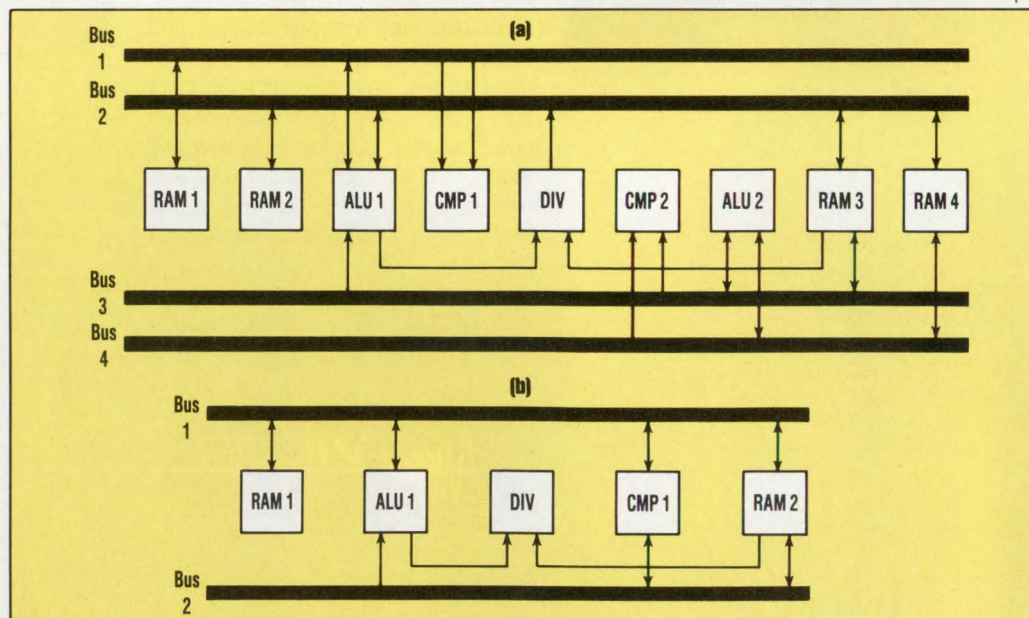 (a)
Bus
1
Bus
2
RAM 1
RAM 2
ALU 1
CMP 1
DIV
CMP 2
ALU 2
RAM 3
RAM 4
Bus
3
Bus
4
(b)
Bus
1
RAM 1
ALU 1
DIV
CMP 1
RAM 2
Bus
2